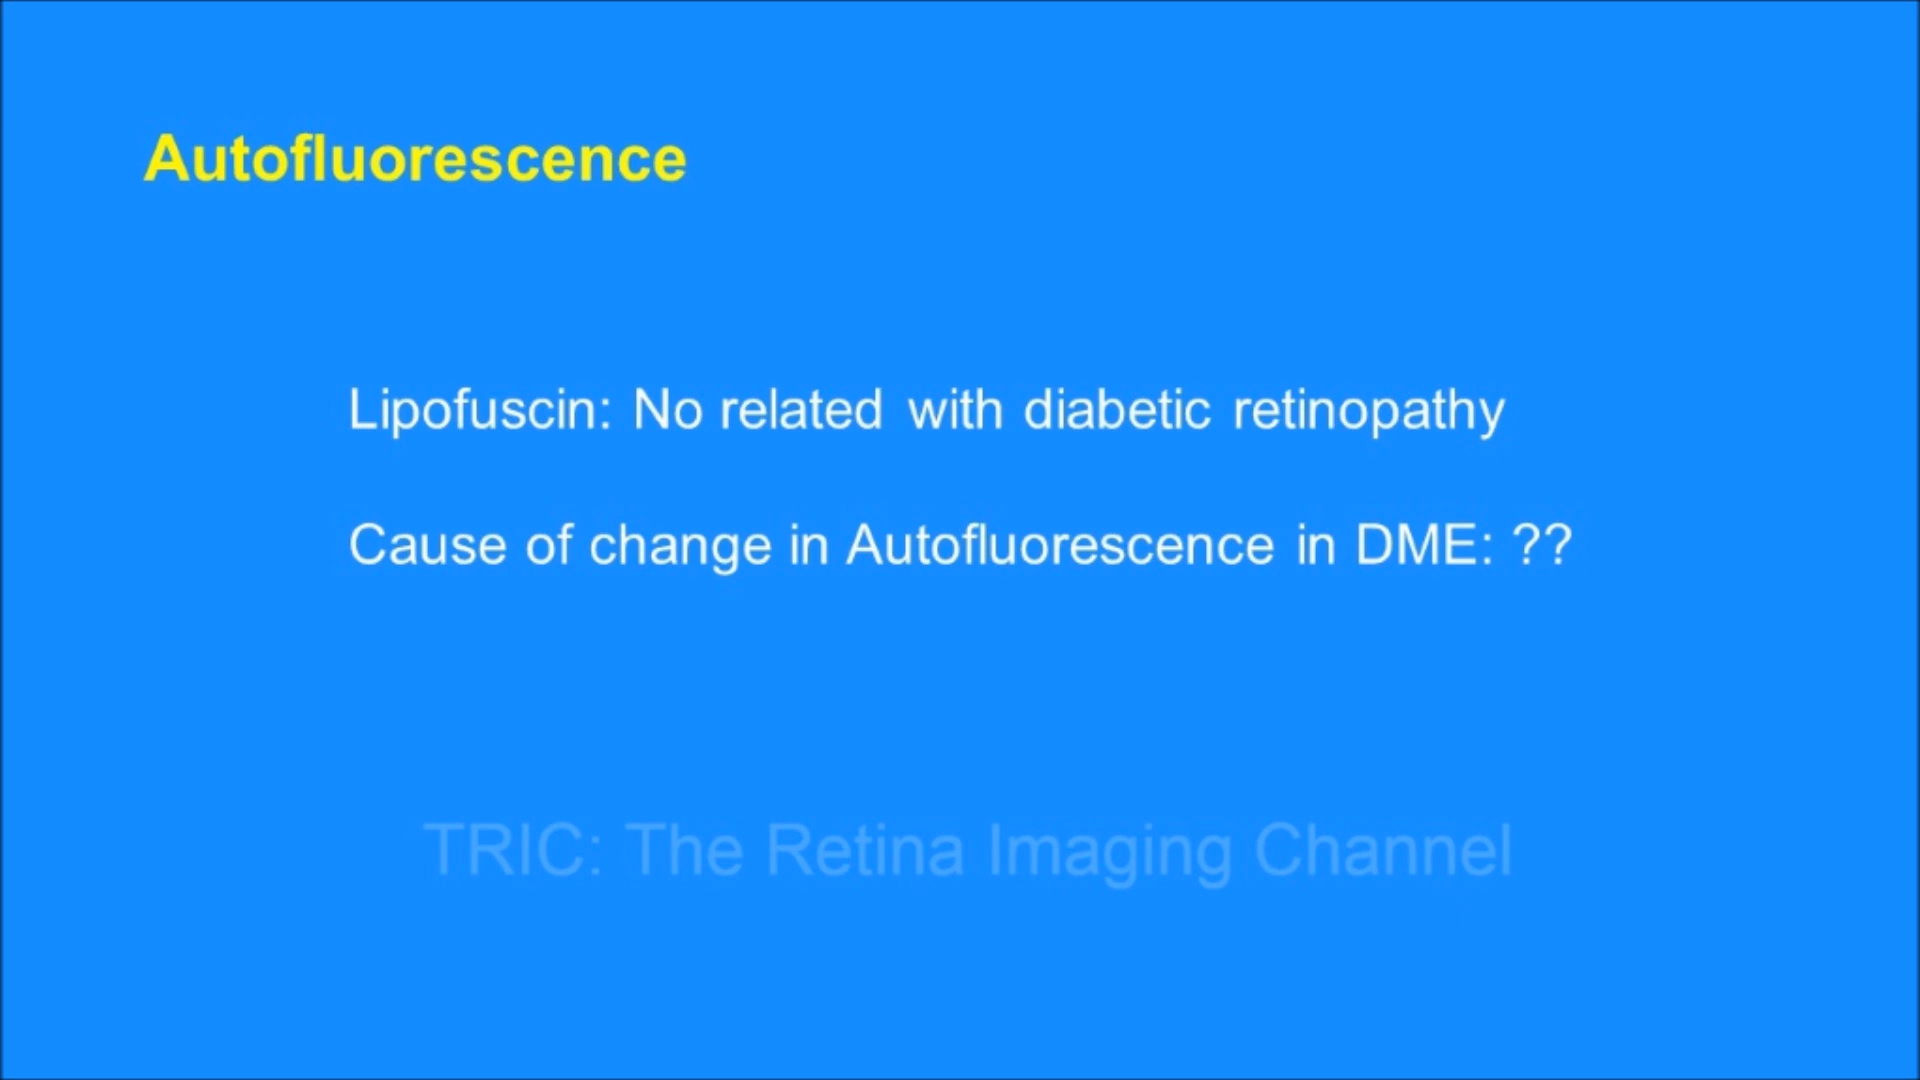 Autofluorescence
Lipofuscin: No related with diabetic retinopathy
Cause of change in Autofluorescence in DME: ??
TRIC: The Retina Imaging Channel